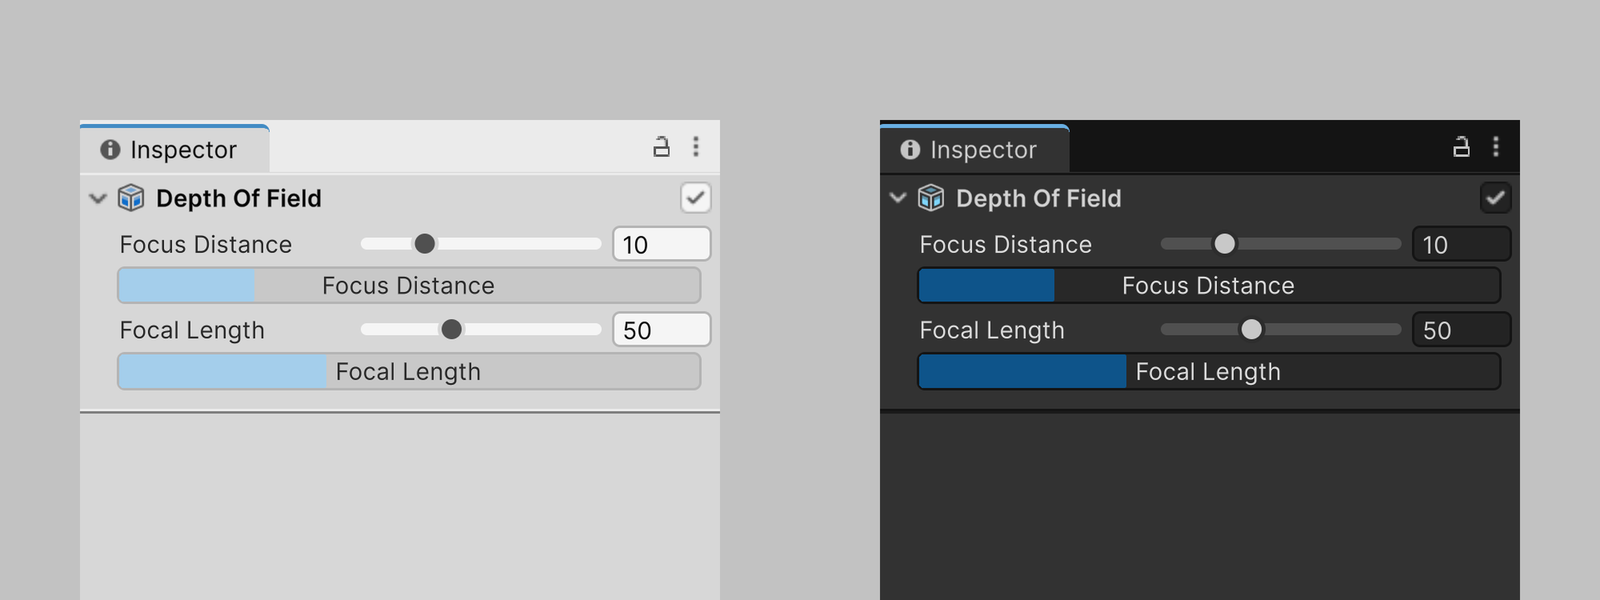 Inspector
Depth Of Field
Focus Distance 10
Focus Distance
Focal Length 50
Focal Length
Inspector
Depth Of Field
Focus Distance 10
Focus Distance
Focal Length 50
Focal Length